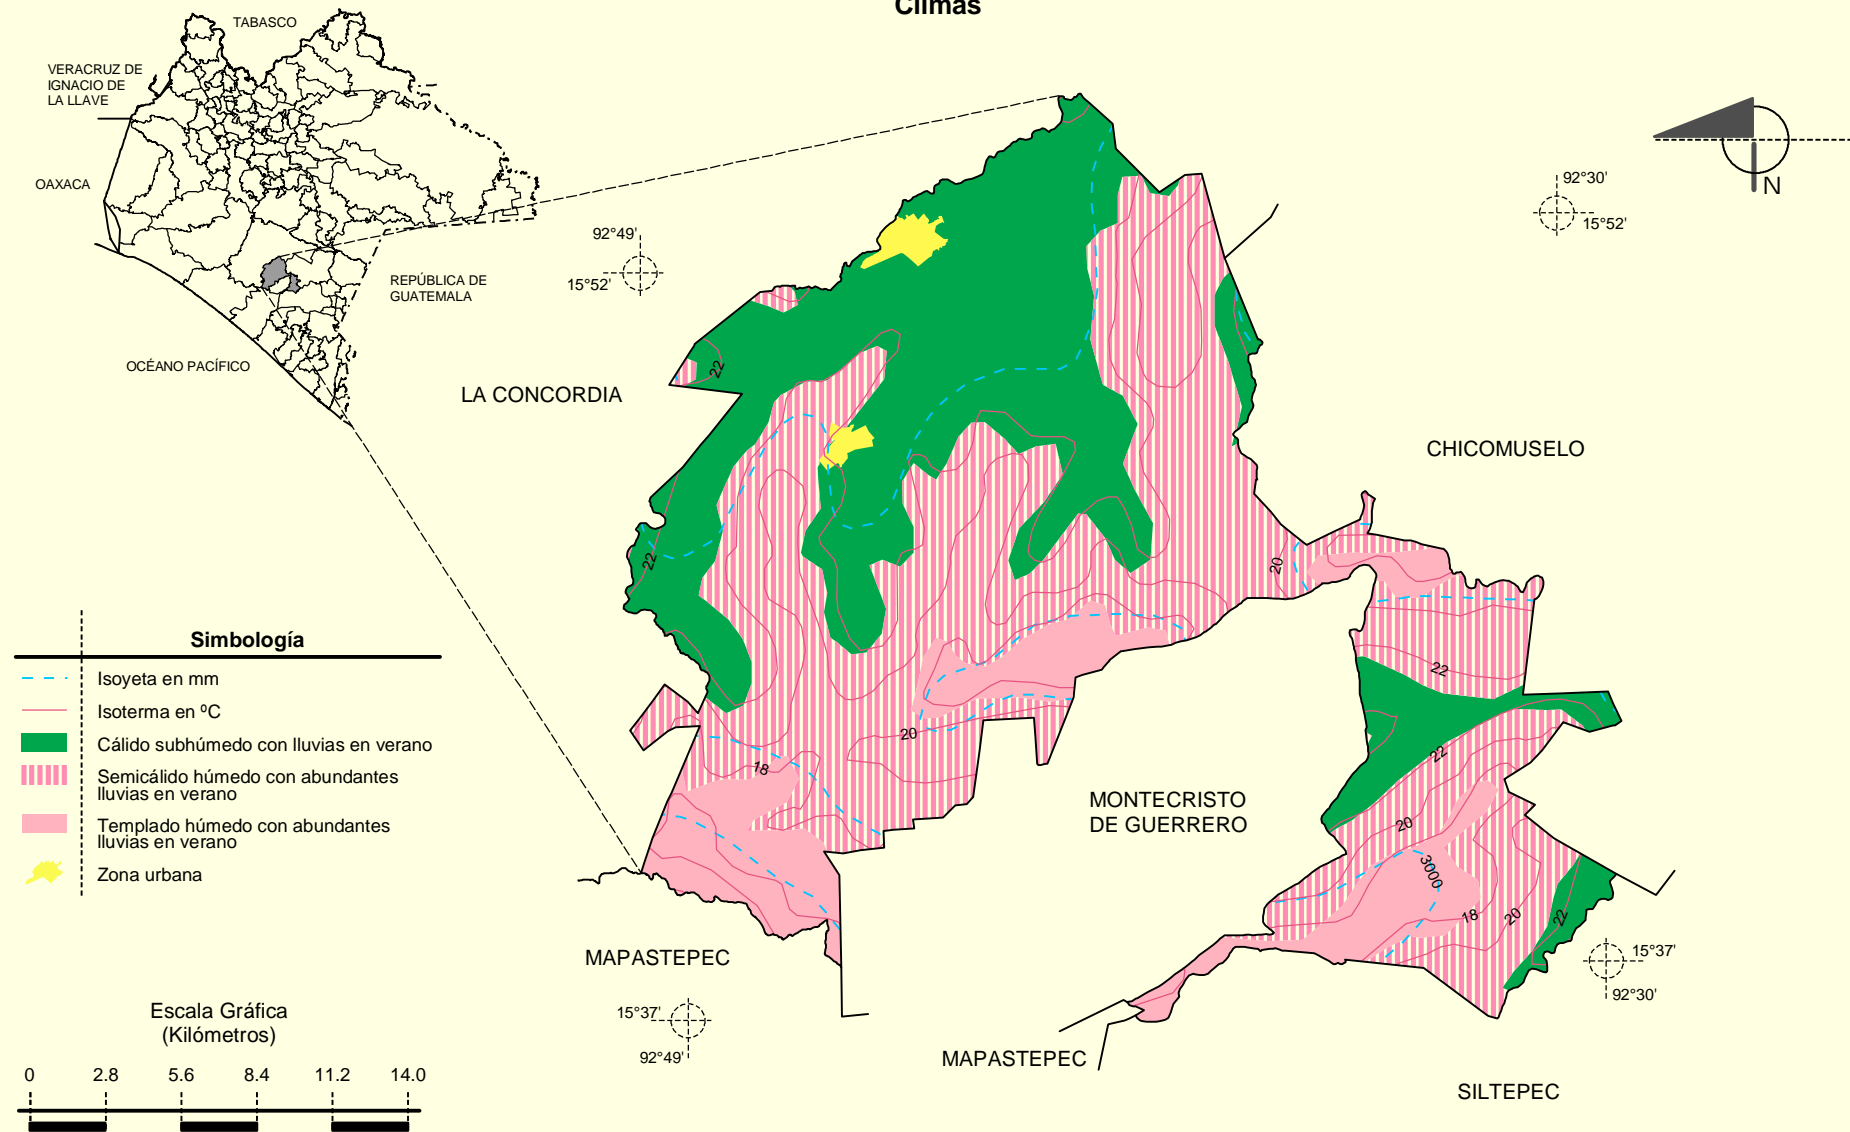 Climas
TABASCO
VERACRUZ DE
IGNACIO DE
LA LLAVE
OAXACA
REPÚBLICA DE
GUATEMALA
OCÉANO PACÍFICO
N
92°30'
15°52'
92°49'
15°52'
LA CONCORDIA
CHICOMUSELO
MONTECRISTO
DE GUERRERO
MAPASTEPEC
MAPASTEPEC
SILTEPEC
22
22
20
22
20
18
22
20
3000
18
20
22
15°37'
92°30'
15°37'
92°49'
Simbología
Isoyeta en mm
Isoterma en ºC
Cálido subhúmedo con lluvias en verano
Semicálido húmedo con abundantes
lluvias en verano
Templado húmedo con abundantes
lluvias en verano
Zona urbana
Escala Gráfica
(Kilómetros)
0 2.8 5.6 8.4 11.2 14.0